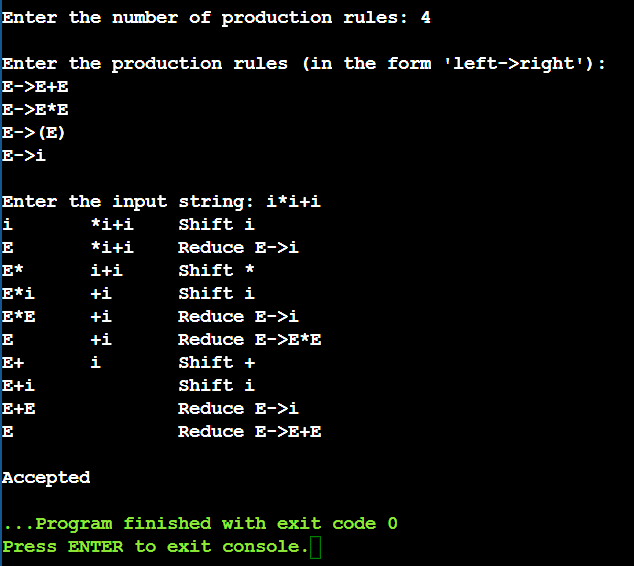 Enter the number of production rules: 4
Enter the production rules (in the form 'left->right'):
E->E+E
E->E*E
E->(E)
E->i
Enter the input string: i*i+i
i *i+i Shift i
E *i+i Reduce E->i
E* i+i Shift *
E*i +i Shift i
E*E +i Reduce E->i
E +i Reduce E->E*E
E+ i Shift +
E+i Shift i
E+E Reduce E->i
E Reduce E->E+E
Accepted
...Program finished with exit code 0
Press ENTER to exit console.